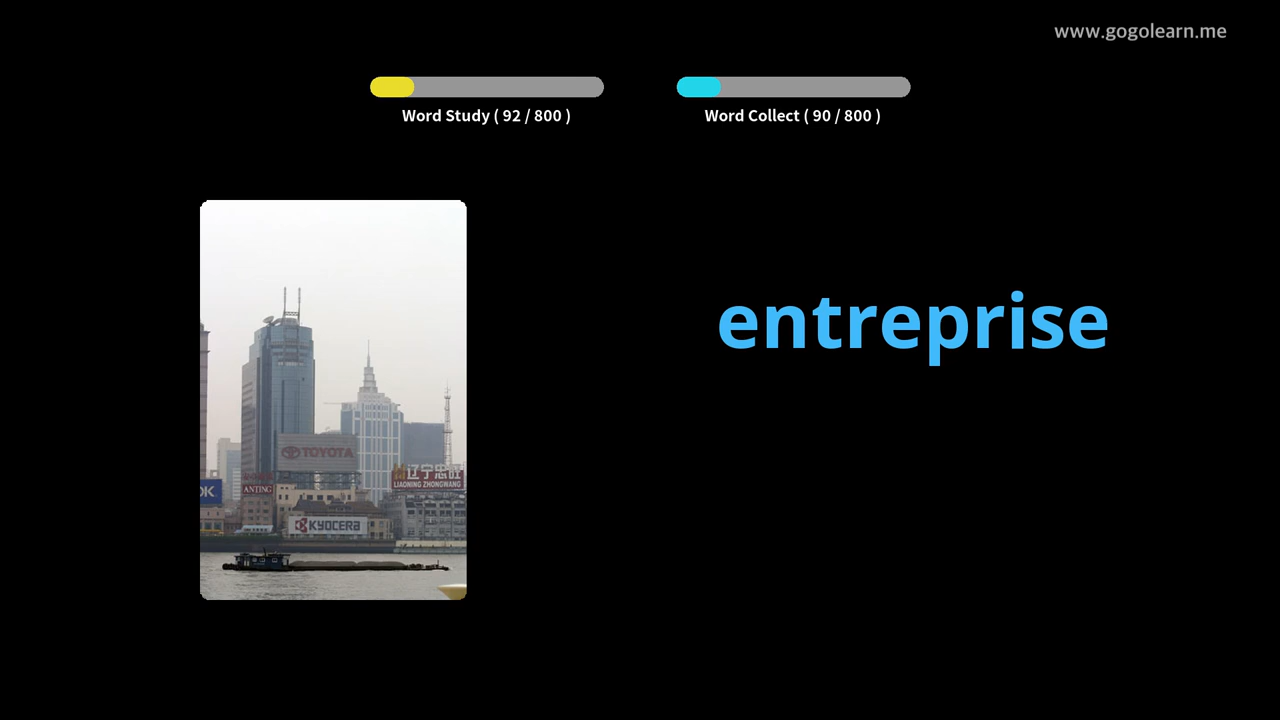 www.gogolearn.me
Word Study ( 92 / 800 )
Word Collect ( 90 / 800 )
entreprise
TOYOTA
辽宁忠旺
LIAONING ZHONGWANG
OK
ANTING
KYOCERA